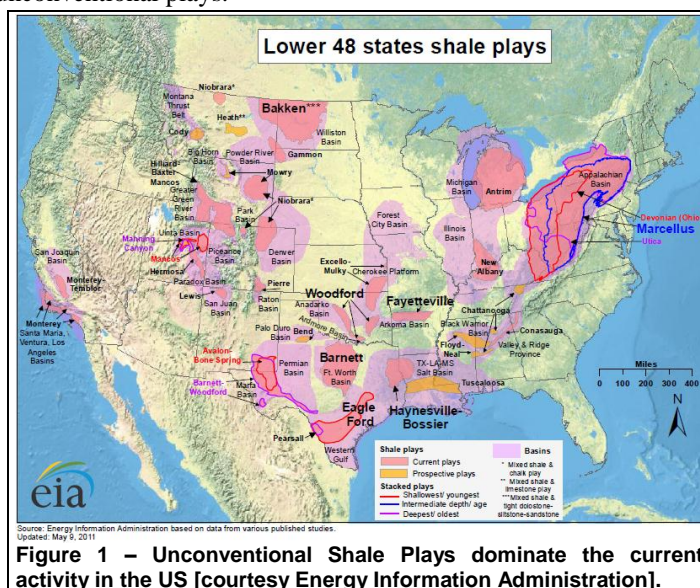 unconventional plays.
Lower 48 states shale plays
Niobrara*
Montana
Thrust
Belt
Heath**
Bakken***
Cody
Williston
Basin
Big Horn
Basin
Powder River
Basin
Gammon
Hilliard-
Baxter
Mancos
Mowry
Greater
Green
River
Basin
Niobrara*
Park
Basin
Michigan
Basin
Antrim
Appalachian
Basin
Devonian (Ohio)
Marcellus
Utica
Uinta Basin
Manning
Canyon
Mancos
Piceance
Basin
Denver
Basin
Forest
City Basin
Illinois
Basin
San Joaquin
Basin
Monterey-
Temblor
Hermosa
Paradox Basin
Excello-
Mulky
Cherokee Platform
New
Albany
Lewis
San Juan
Basin
Pierre
Raton
Basin
Woodford
Anadarko
Basin
Fayetteville
Chattanooga
Monterey
Santa Maria,
Ventura, Los
Angeles
Basins
Palo Duro
Basin
Bend
Ardmore Basin
Arkoma Basin
Black Warrior
Basin
Conasauga
Floyd-
Neal
Valley & Ridge
Province
Avalon-
Bone Spring
Permian
Basin
Barnett
Ft. Worth
Basin
TX-LA-MS
Salt Basin
Tuscaloosa
Barnett-
Woodford
Marfa
Basin
Eagle
Ford
Haynesville-
Bossier
Pearsall
Western
Gulf
Miles
0 100 200 300 400
N
Shale plays
Current plays
Prospective plays
Stacked plays
Shallowest/ youngest
Intermediate depth/ age
Deepest/ oldest
Basins
* Mixed shale &
chalk play
** Mixed shale &
limestone play
***Mixed shale &
tight dolostone-
siltstone-sandstone
eia
Source: Energy Information Administration based on data from various published studies.
Updated: May 9, 2011
Figure 1 – Unconventional Shale Plays dominate the current
activity in the US [courtesy Energy Information Administration].